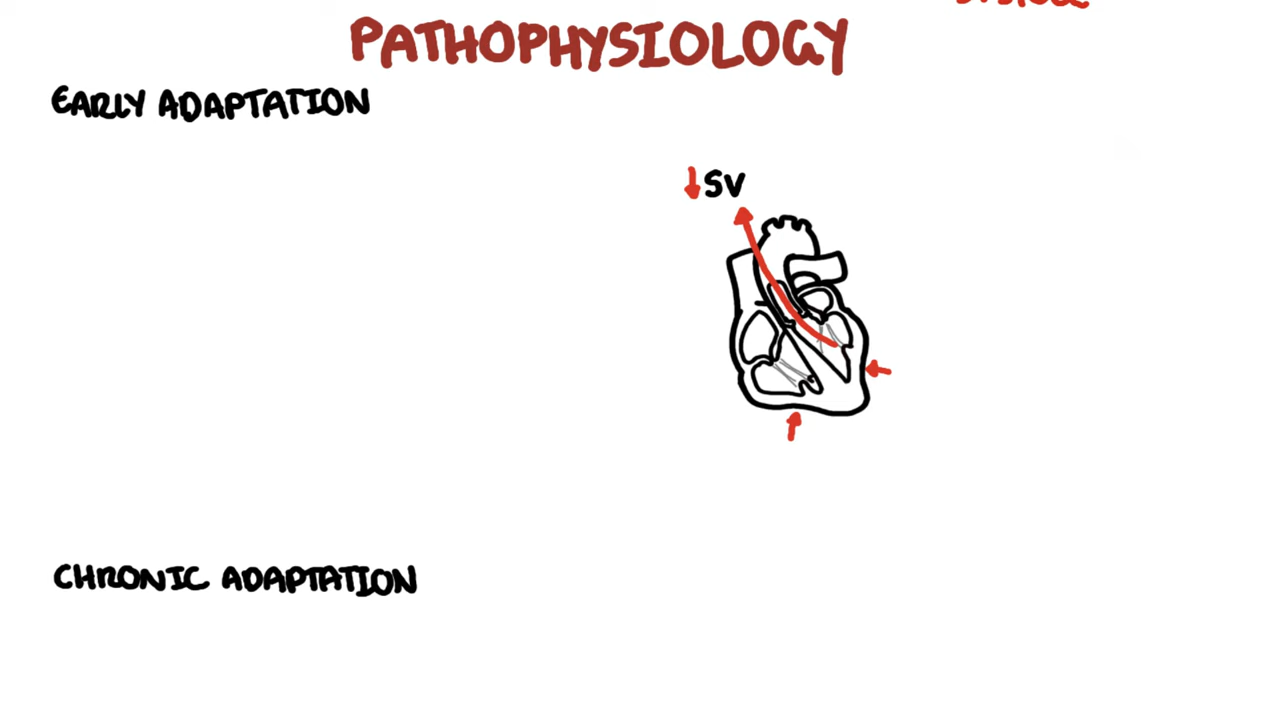 PATHOPHYSIOLOGY
EARLY ADAPTATION
↓SV
CHRONIC ADAPTATION